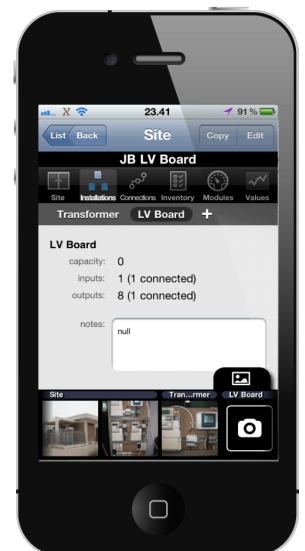 X 23.41 91 %
List Back Site Copy Edit
JB LV Board
Site Installations Connections Inventory Modules Values
Transformer LV Board +
LV Board
capacity: 0
inputs: 1 (1 connected)
outputs: 8 (1 connected)
notes: null
Site Tran...rmer LV Board